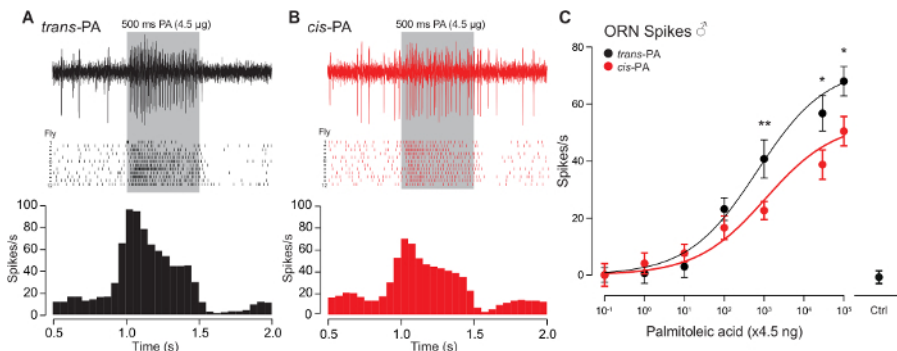 A
trans-PA
500 ms PA (4.5 µg)
Fly
100
80
60
40
20
0
Spikes/s
0.5
1.0
1.5
2.0
Time (s)
B
cis-PA
500 ms PA (4.5 µg)
Fly
100
80
60
40
20
0
0.5
1.0
1.5
2.0
Time (s)
C
ORN Spikes ♂
trans-PA
cis-PA
80
60
40
20
0
Spikes/s
**
*
*
10⁻¹
10⁰
10¹
10²
10³
10⁴
10⁵
Ctrl
Palmitoleic acid (x4.5 ng)